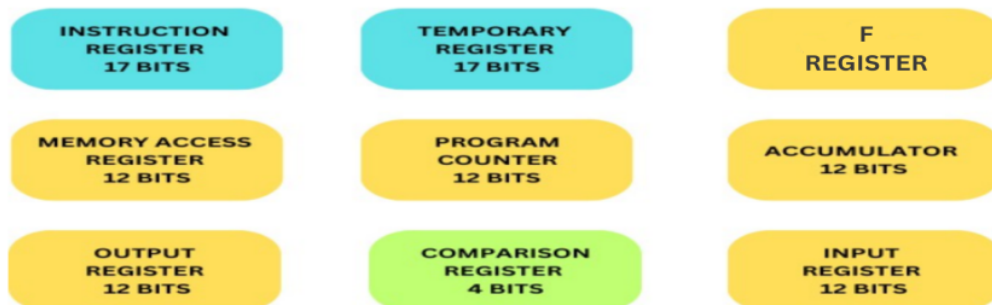 INSTRUCTION
REGISTER
17 BITS
TEMPORARY
REGISTER
17 BITS
F
REGISTER
MEMORY ACCESS
REGISTER
12 BITS
PROGRAM
COUNTER
12 BITS
ACCUMULATOR
12 BITS
OUTPUT
REGISTER
12 BITS
COMPARISON
REGISTER
4 BITS
INPUT
REGISTER
12 BITS